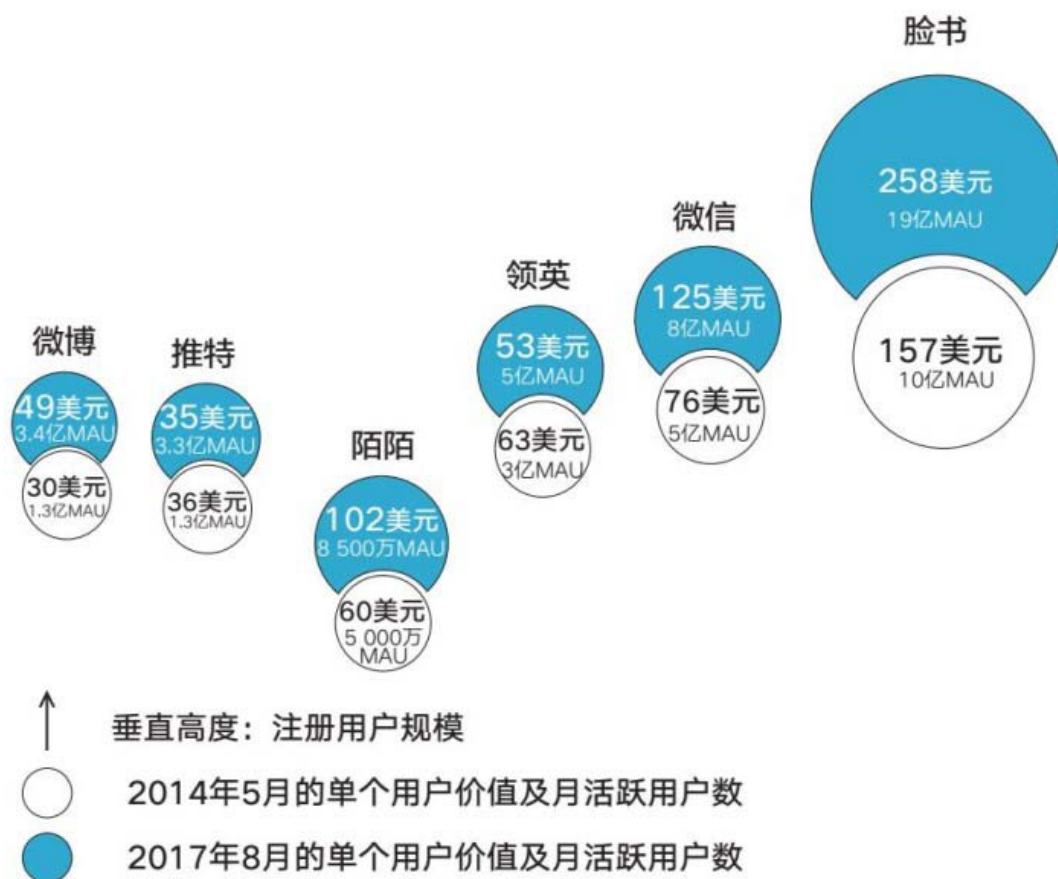 脸书
258美元
19亿MAU
157美元
10亿MAU
微信
125美元
8亿MAU
76美元
5亿MAU
领英
53美元
5亿MAU
63美元
3亿MAU
微博
49美元
3.4亿MAU
30美元
1.3亿MAU
推特
35美元
3.3亿MAU
36美元
1.3亿MAU
陌陌
102美元
8 500万MAU
60美元
5 000万
MAU
垂直高度：注册用户规模
2014年5月的单个用户价值及月活跃用户数
2017年8月的单个用户价值及月活跃用户数